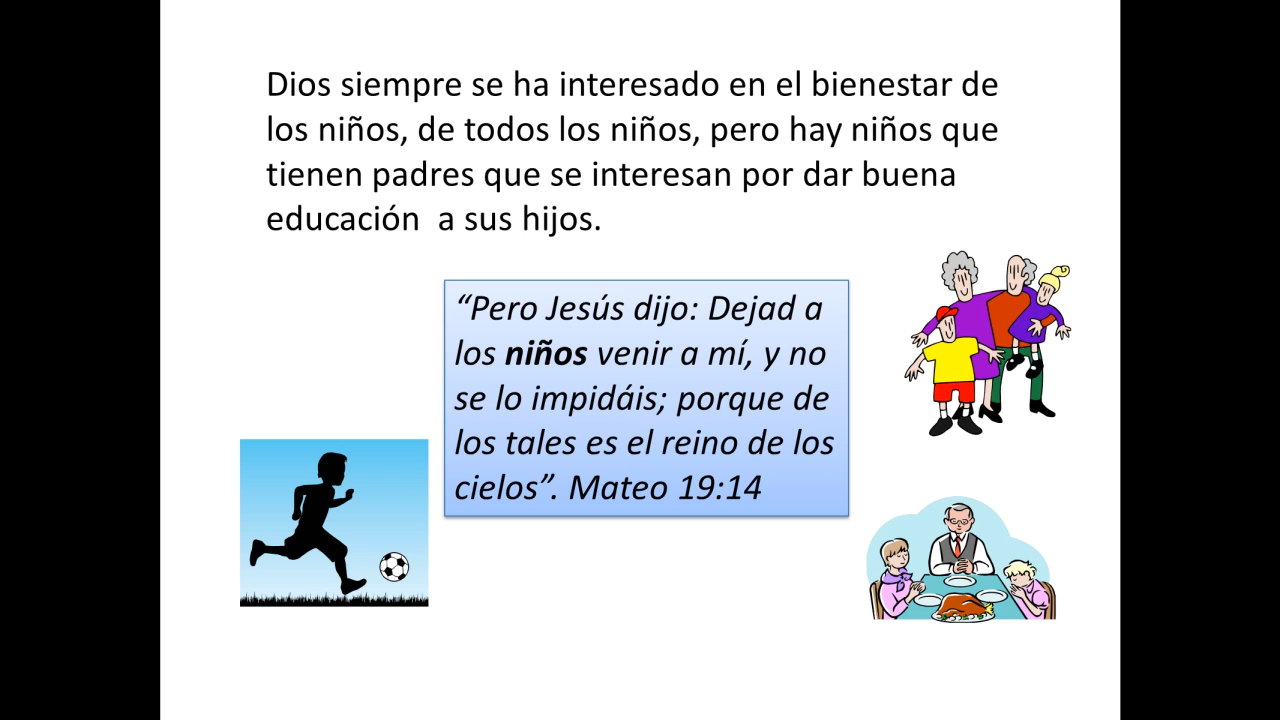 Dios siempre se ha interesado en el bienestar de
los niños, de todos los niños, pero hay niños que
tienen padres que se interesan por dar buena
educación  a sus hijos.
“Pero Jesús dijo: Dejad a
los niños venir a mí, y no
se lo impidáis; porque de
los tales es el reino de los
cielos”. Mateo 19:14